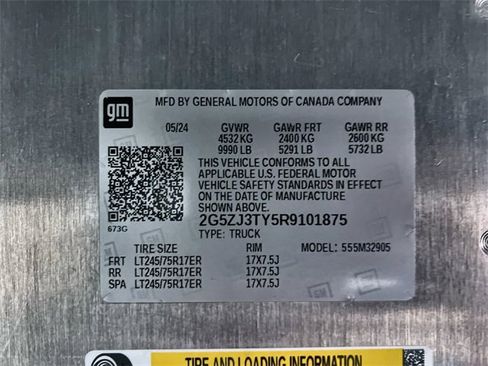 gm
MFD BY GENERAL MOTORS OF CANADA COMPANY
05/24 GVWR GAWR FRT GAWR RR
4532 KG 2400 KG 2600 KG
9990 LB 5291 LB 5732 LB
THIS VEHICLE CONFORMS TO ALL
APPLICABLE U.S. FEDERAL MOTOR
VEHICLE SAFETY STANDARDS IN EFFECT
ON THE DATE OF MANUFACTURE
SHOWN ABOVE.
673G
2G5ZJ3TY5R9101875
TYPE: TRUCK
TIRE SIZE RIM MODEL: 555M32905
FRT LT245/75R17ER 17X7.5J
RR LT245/75R17ER 17X7.5J
SPA LT245/75R17ER 17X7.5J
TIRE AND LOADING INFORMATION